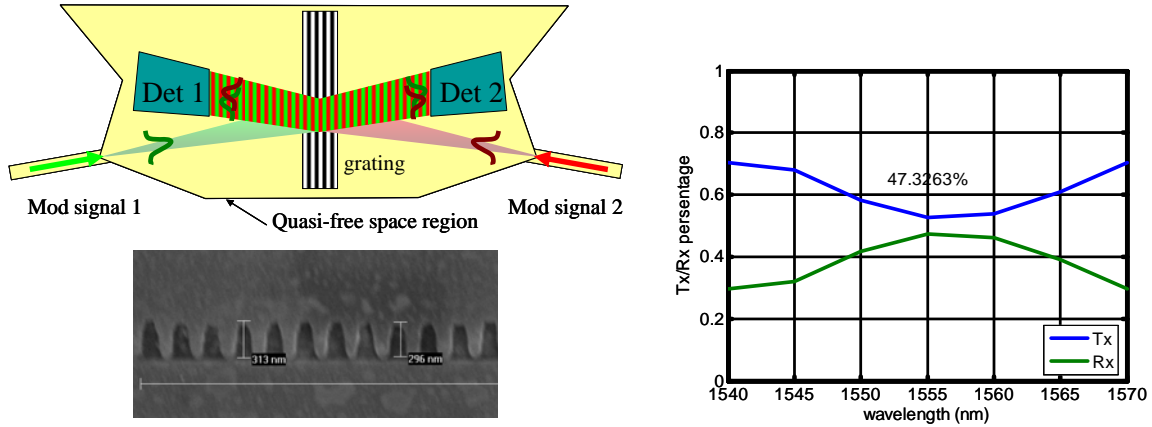 Det 1
Det 2
grating
Mod signal 1
Mod signal 2
Quasi-free space region
313 nm
296 nm
1
0.8
0.6
0.4
0.2
0
Tx/Rx persentage
47.3263%
Tx
Rx
1540 1545 1550 1555 1560 1565 1570
wavelength (nm)